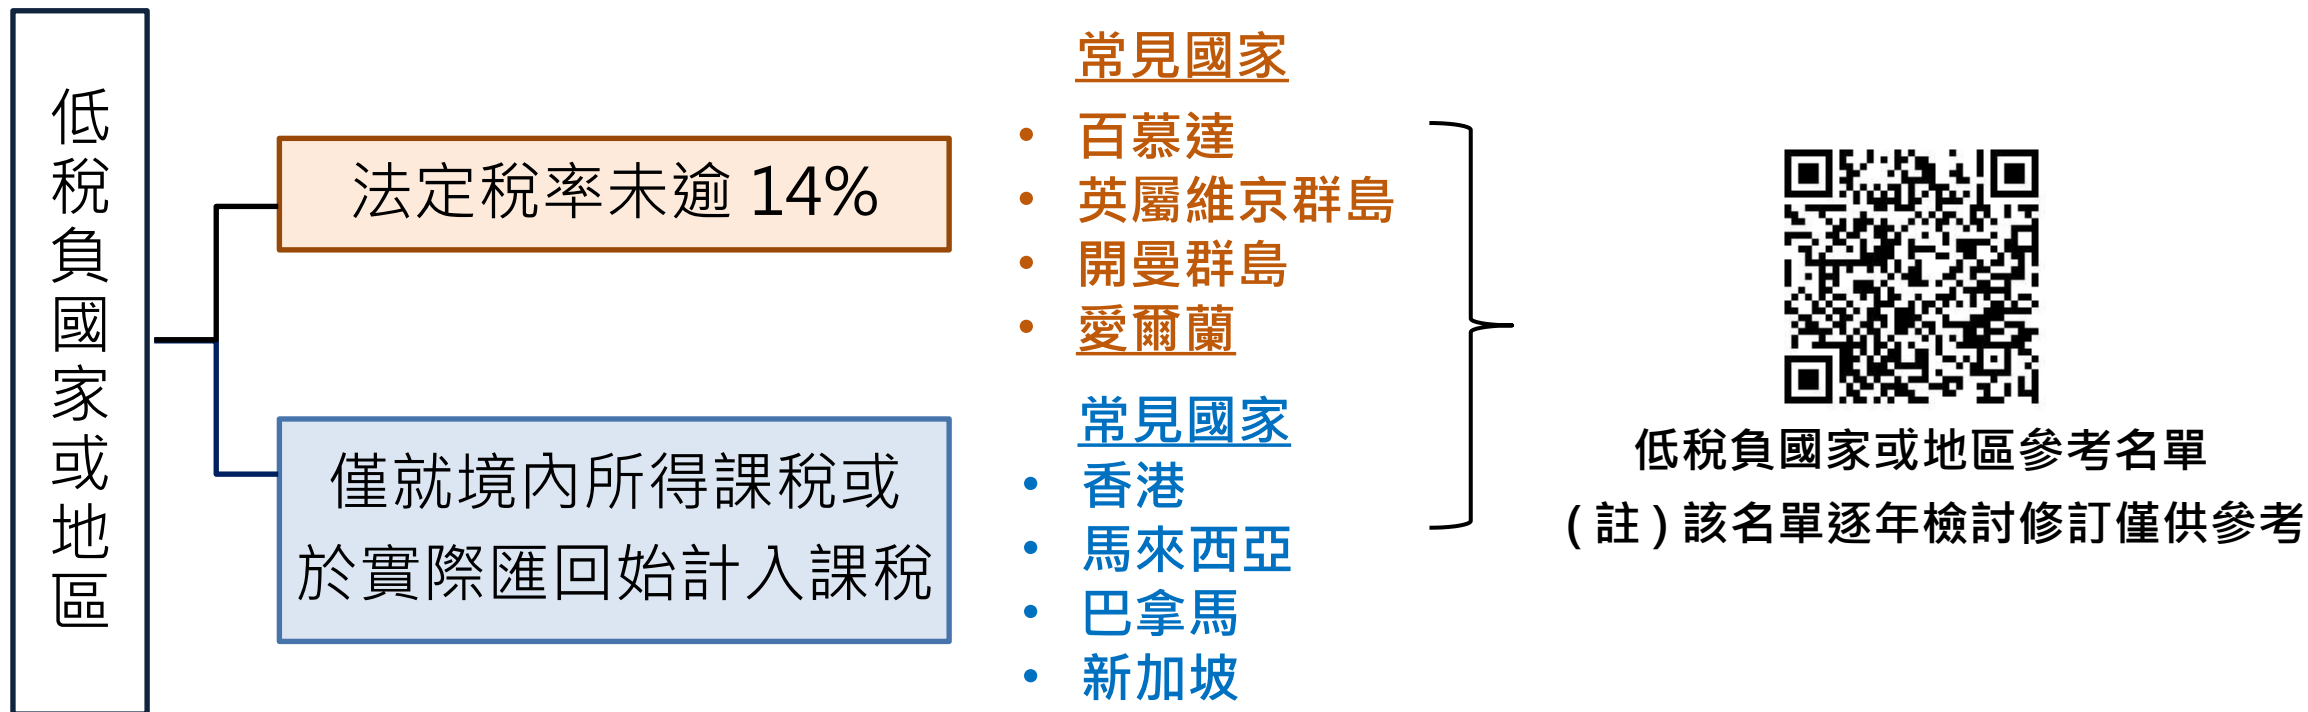 低稅負國家或地區
法定稅率未逾 14%
僅就境內所得課稅或
於實際匯回始計入課稅
常見國家
• 百慕達
• 英屬維京群島
• 開曼群島
• 愛爾蘭
常見國家
• 香港
• 馬來西亞
• 巴拿馬
• 新加坡
低稅負國家或地區參考名單
(註)該名單逐年檢討修訂僅供參考